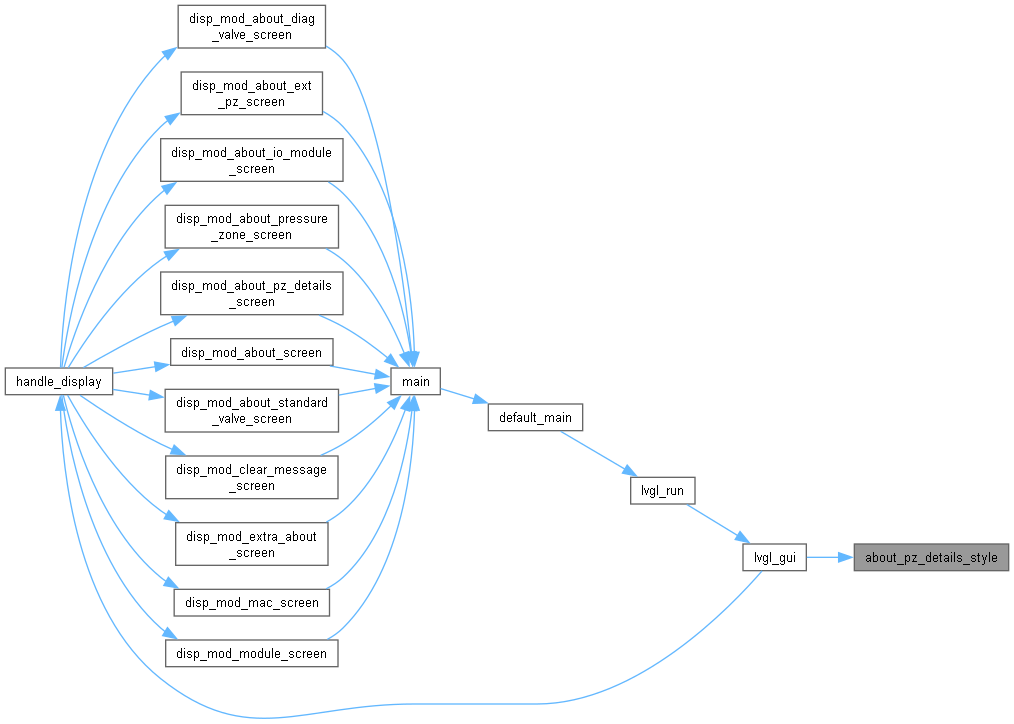 disp_mod_about_diag
_valve_screen
disp_mod_about_ext
_pz_screen
disp_mod_about_io_module
_screen
disp_mod_about_pressure
_zone_screen
disp_mod_about_pz_details
_screen
disp_mod_about_screen
handle_display
main
disp_mod_about_standard
_valve_screen
default_main
disp_mod_clear_message
_screen
lvgl_run
disp_mod_extra_about
_screen
lvgl_gui
about_pz_details_style
disp_mod_mac_screen
disp_mod_module_screen